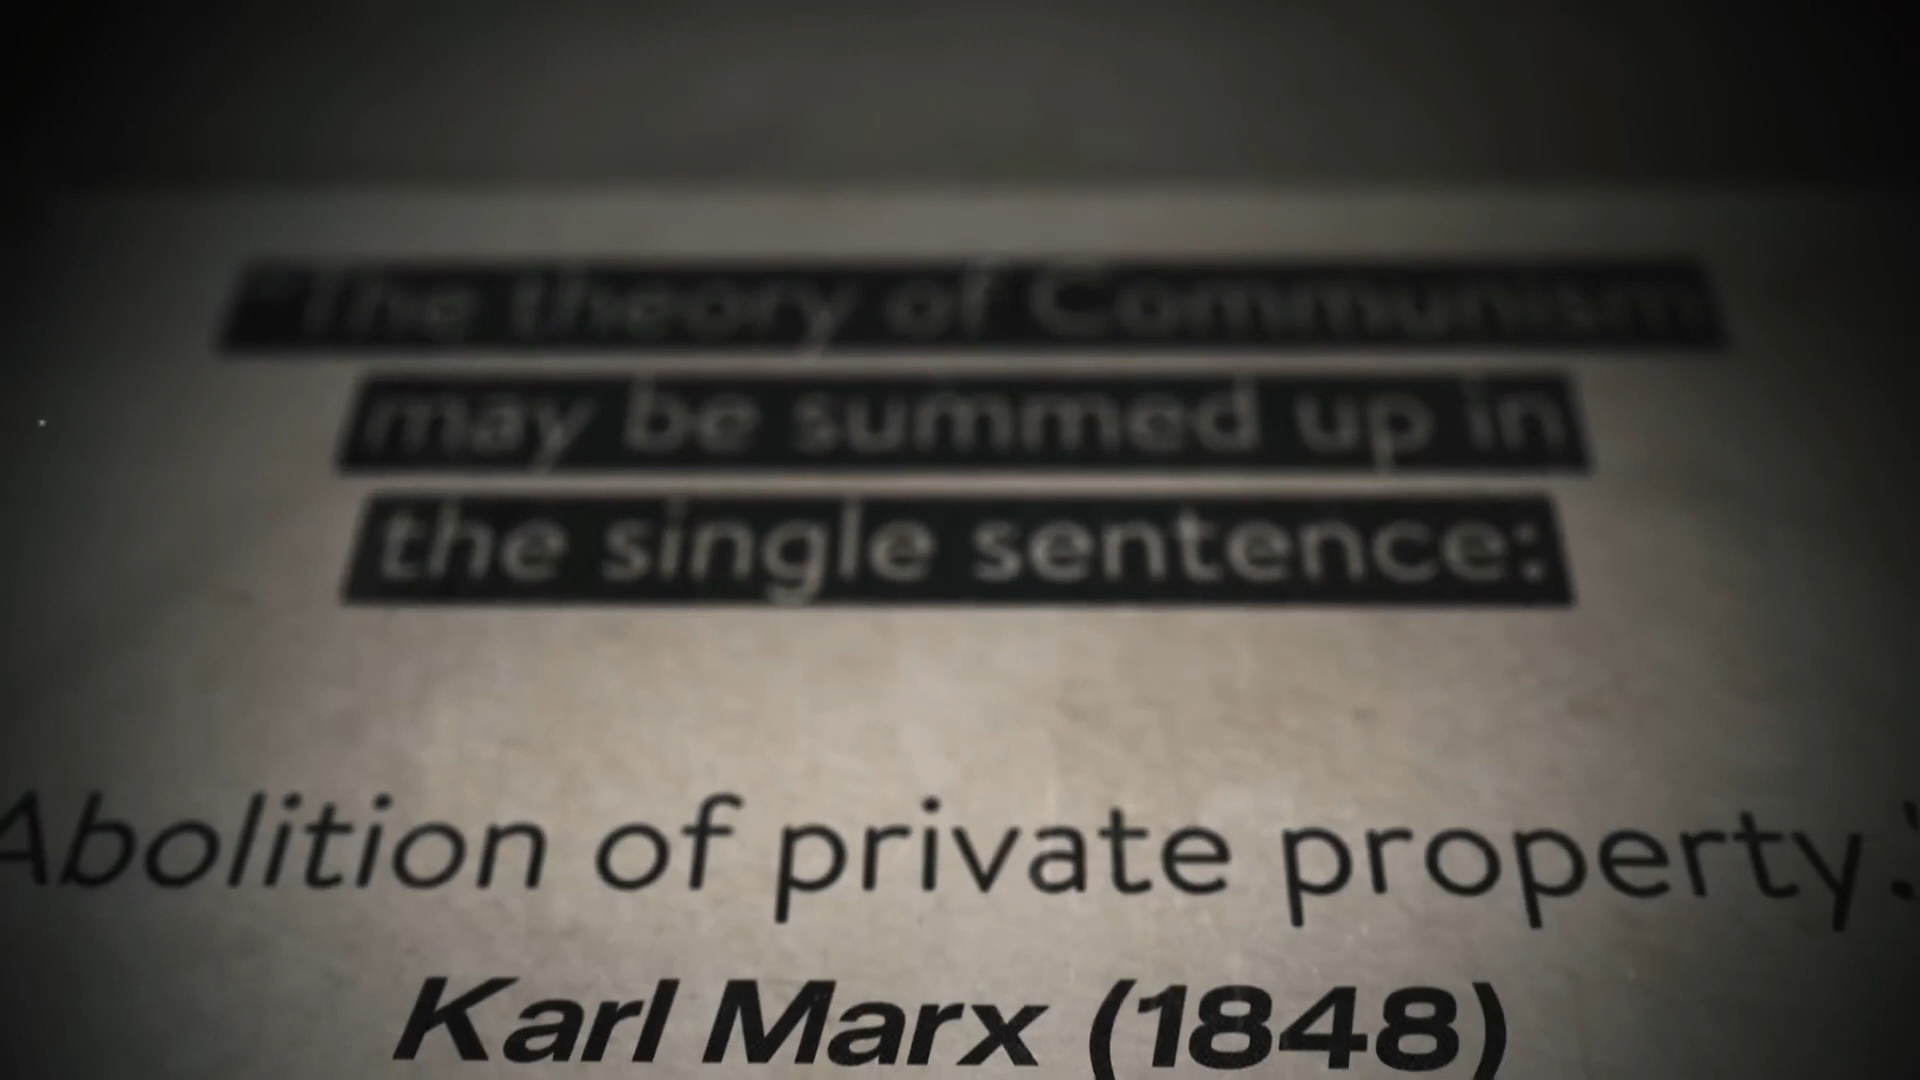 "The theory of Communism
may be summed up in
the single sentence:
Abolition of private property."
Karl Marx (1848)